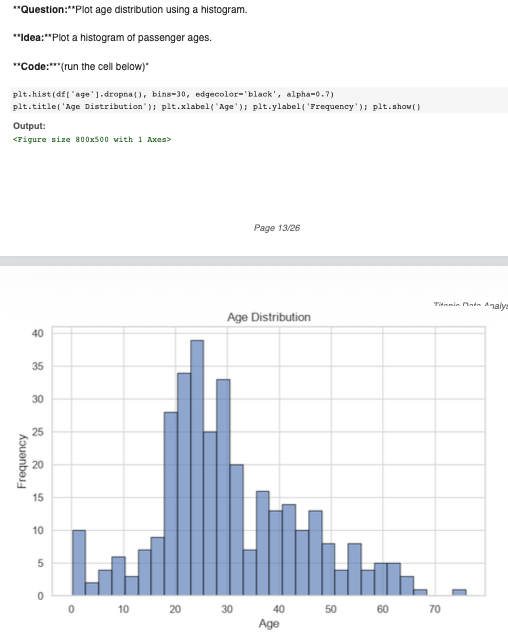 **Question:**Plot age distribution using a histogram.
**Idea:**Plot a histogram of passenger ages.
**Code:***(run the cell below)*
plt.hist(df['age'].dropna(), bins=30, edgecolor='black', alpha=0.7)
plt.title('Age Distribution'); plt.xlabel('Age'); plt.ylabel('Frequency'); plt.show()
Output:
<Figure size 800x500 with 1 Axes>
Page 13/26
Titanic Data Analys
Age Distribution
40
35
30
25
20
15
10
5
0
Frequency
0 10 20 30 40 50 60 70
Age